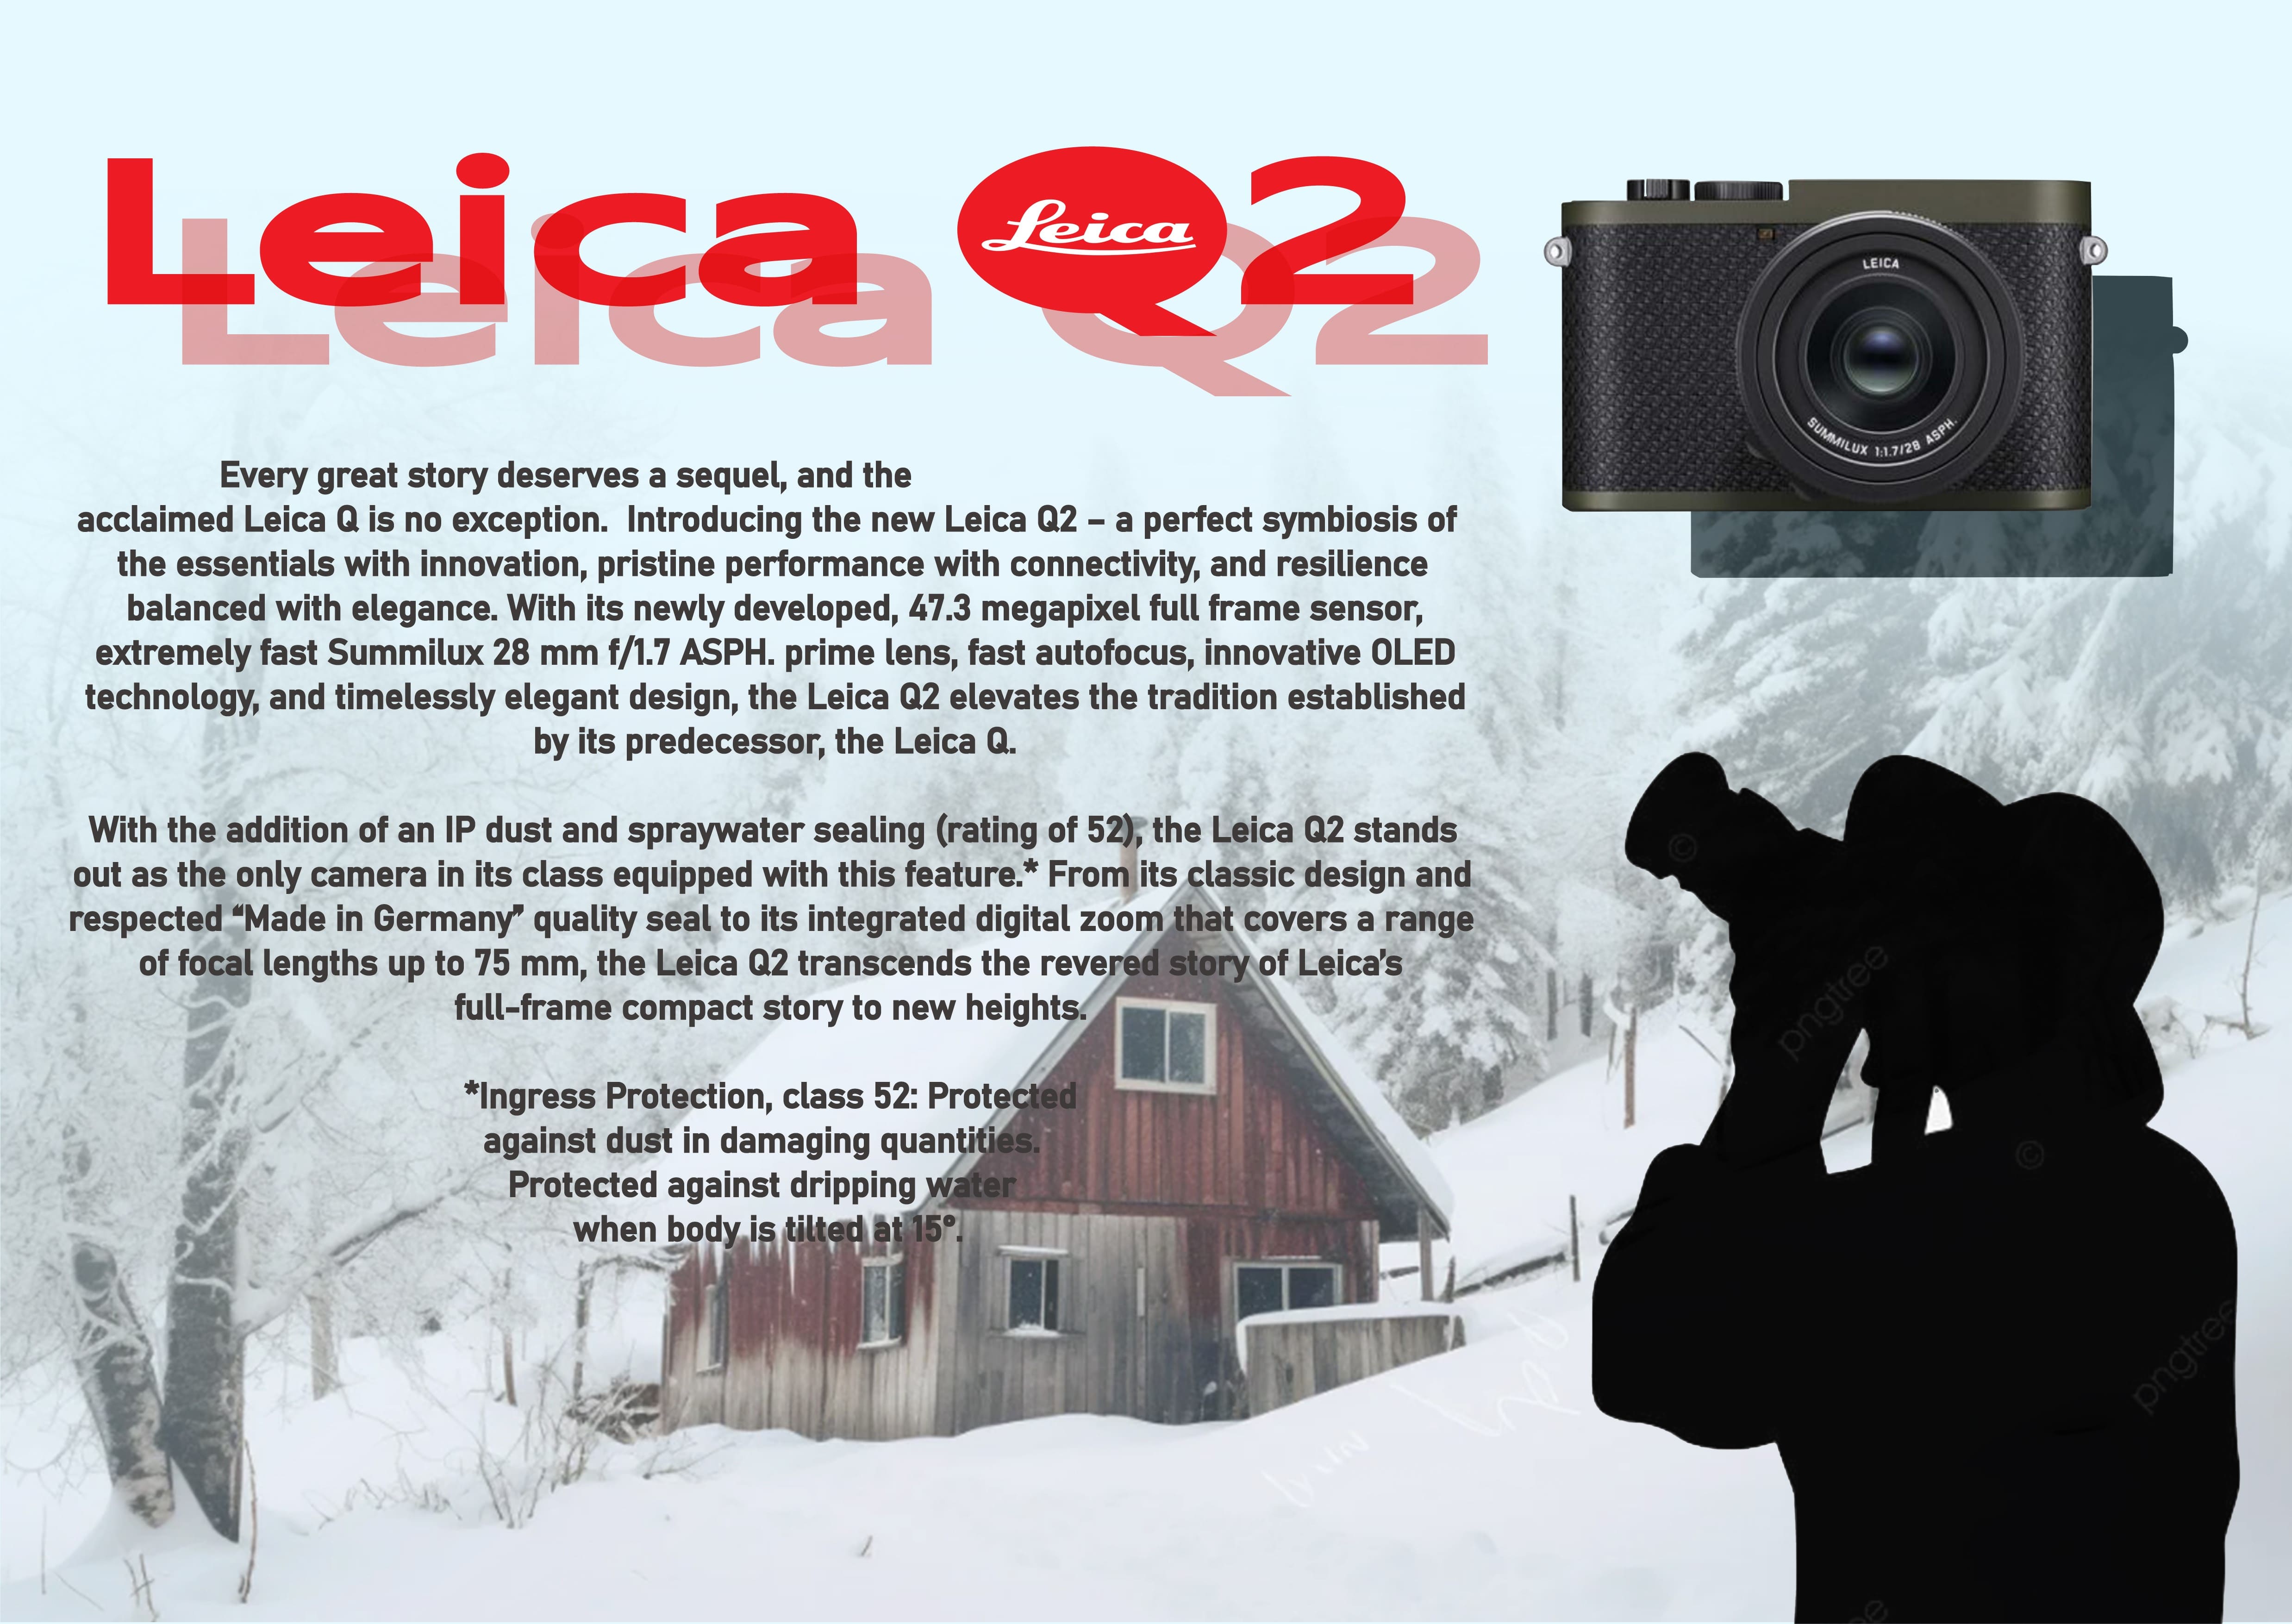 Leica Q2
Leica
Leica Q2
LEICA
SUMMILUX 1:1.7/28 ASPH.
Every great story deserves a sequel, and the
acclaimed Leica Q is no exception.  Introducing the new Leica Q2 – a perfect symbiosis of
the essentials with innovation, pristine performance with connectivity, and resilience
balanced with elegance. With its newly developed, 47.3 megapixel full frame sensor,
extremely fast Summilux 28 mm f/1.7 ASPH. prime lens, fast autofocus, innovative OLED
technology, and timelessly elegant design, the Leica Q2 elevates the tradition established
by its predecessor, the Leica Q.
With the addition of an IP dust and spraywater sealing (rating of 52), the Leica Q2 stands
out as the only camera in its class equipped with this feature.* From its classic design and
respected “Made in Germany” quality seal to its integrated digital zoom that covers a range
of focal lengths up to 75 mm, the Leica Q2 transcends the revered story of Leica’s
full-frame compact story to new heights.
*Ingress Protection, class 52: Protected
against dust in damaging quantities.
Protected against dripping water
when body is tilted at 15°.
©
pngtree
©
pngtree